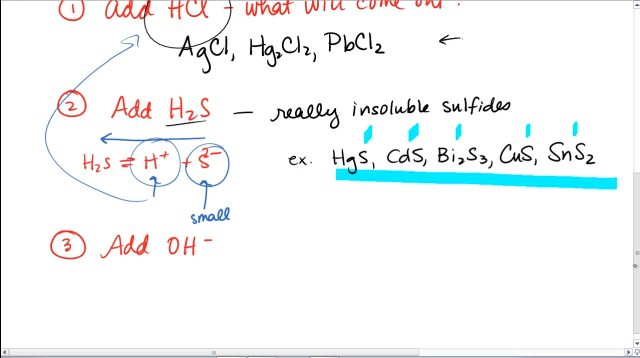 ① Add HCl - what will come out?
AgCl, Hg₂Cl₂, PbCl₂ ←
② Add H₂S — really insoluble sulfides
H₂S = H⁺ + S²⁻ ex. HgS, CdS, Bi₂S₃, CuS, SnS₂
small
③ Add OH⁻